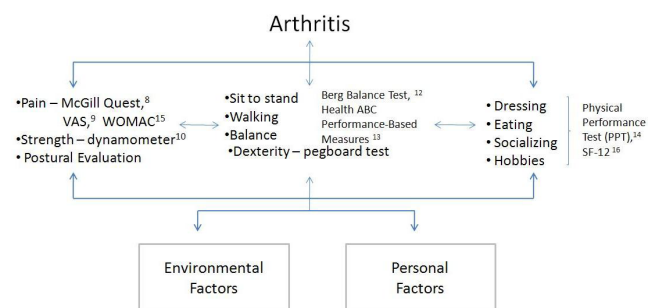 Arthritis
•Pain – McGill Quest,8
VAS,9 WOMAC15
•Strength – dynamometer10
• Postural Evaluation
•Sit to stand
•Walking
•Balance
•Dexterity – pegboard test
Berg Balance Test, 12
Health ABC
Performance-Based
Measures 13
• Dressing
• Eating
• Socializing
• Hobbies
Physical
Performance
Test (PPT),14
SF-12 16
Environmental
Factors
Personal
Factors